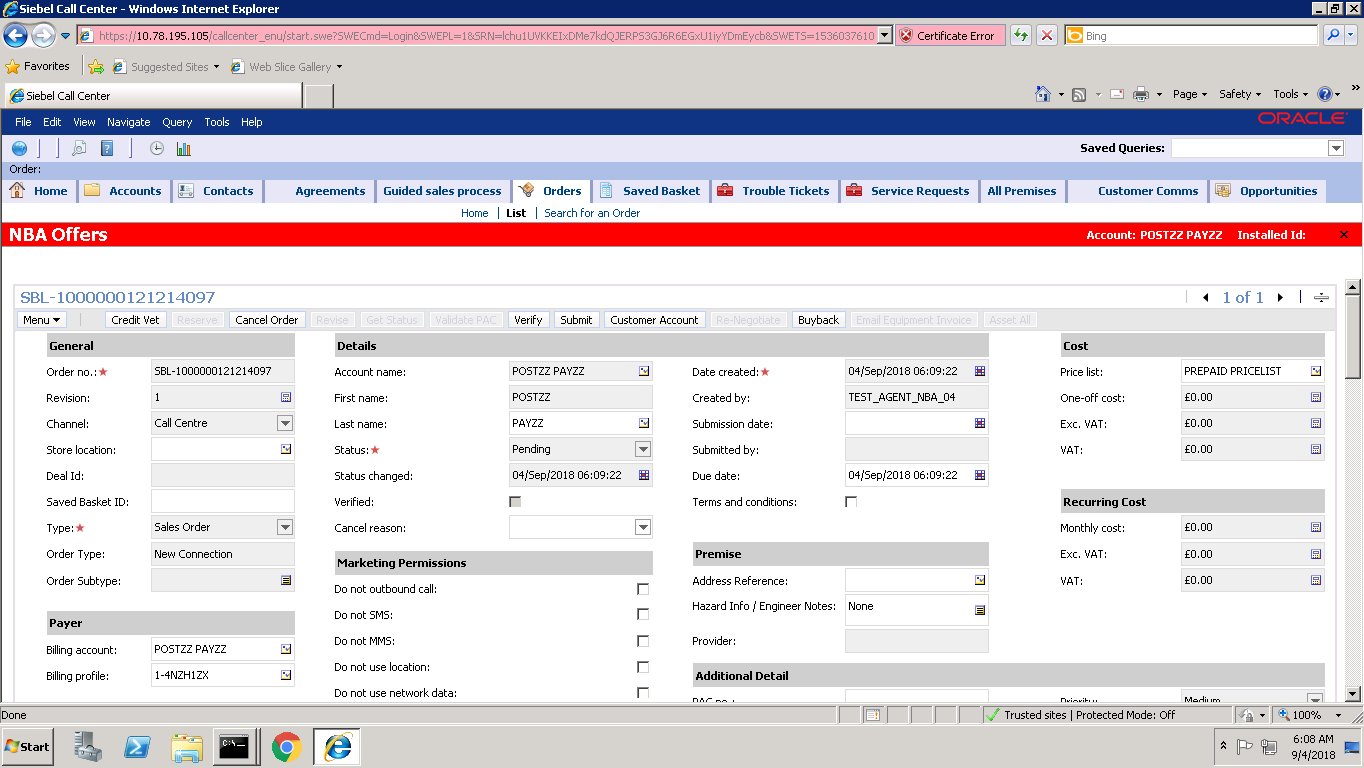 Siebel Call Center - Windows Internet Explorer
https://10.78.195.105/callcenter_enu/start.swe?SWECmd=Login&SWEPL=1&SRN=lchu1UVKKEIxDMe7kdQJERPS3GJ6R6EGxU1iyYDmEycb&SWETS=1536037610
Certificate Error
Bing
Favorites Suggested Sites Web Slice Gallery
Siebel Call Center
Page Safety Tools
File Edit View Navigate Query Tools Help
ORACLE
Saved Queries:
Order:
Home Accounts Contacts Agreements Guided sales process Orders Saved Basket Trouble Tickets Service Requests All Premises Customer Comms Opportunities
Home List Search for an Order
NBA Offers Account: POSTZZ PAYZZ Installed Id:
SBL-1000000121214097 1 of 1
Menu Credit Vet Reserve Cancel Order Revise Get Status Validate PAC Verify Submit Customer Account Re-Negotiate Buyback Email Equipment Invoice Asset All
General Details Cost
Order no.: SBL-1000000121214097 Account name: POSTZZ PAYZZ Date created: 04/Sep/2018 06:09:22 Price list: PREPAID PRICELIST
Revision: 1 First name: POSTZZ Created by: TEST_AGENT_NBA_04 One-off cost: £0.00
Channel: Call Centre Last name: PAYZZ Submission date: Exc. VAT: £0.00
Store location: Status: Pending Submitted by: VAT: £0.00
Deal Id: Status changed: 04/Sep/2018 06:09:22 Due date: 04/Sep/2018 06:09:22
Saved Basket ID: Verified: Terms and conditions: Recurring Cost
Type: Sales Order Cancel reason: Monthly cost: £0.00
Order Type: New Connection Marketing Permissions Premise Exc. VAT: £0.00
Order Subtype: Do not outbound call: Address Reference: VAT: £0.00
Do not SMS: Hazard Info / Engineer Notes: None
Payer
Do not MMS: Provider:
Billing account: POSTZZ PAYZZ
Do not use location:
Billing profile: 1-4NZH1ZX Additional Detail
Do not use network data: PAC no.: Priority: Medium
Done Trusted sites | Protected Mode: Off 100%
Start 6:08 AM
9/4/2018